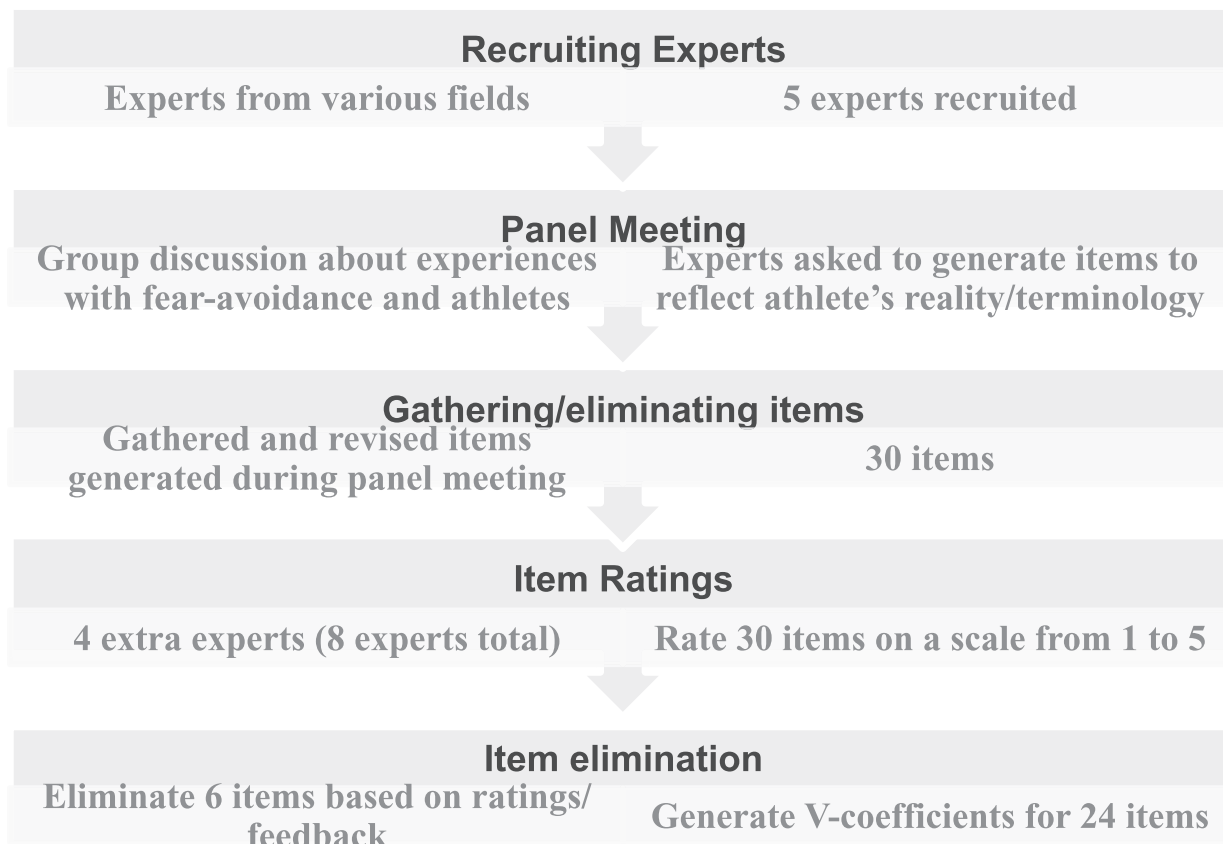 Recruiting Experts
Experts from various fields
5 experts recruited
Panel Meeting
Group discussion about experiences
with fear-avoidance and athletes
Experts asked to generate items to
reflect athlete’s reality/terminology
Gathering/eliminating items
Gathered and revised items
generated during panel meeting
30 items
Item Ratings
4 extra experts (8 experts total)
Rate 30 items on a scale from 1 to 5
Item elimination
Eliminate 6 items based on ratings/
feedback
Generate V-coefficients for 24 items